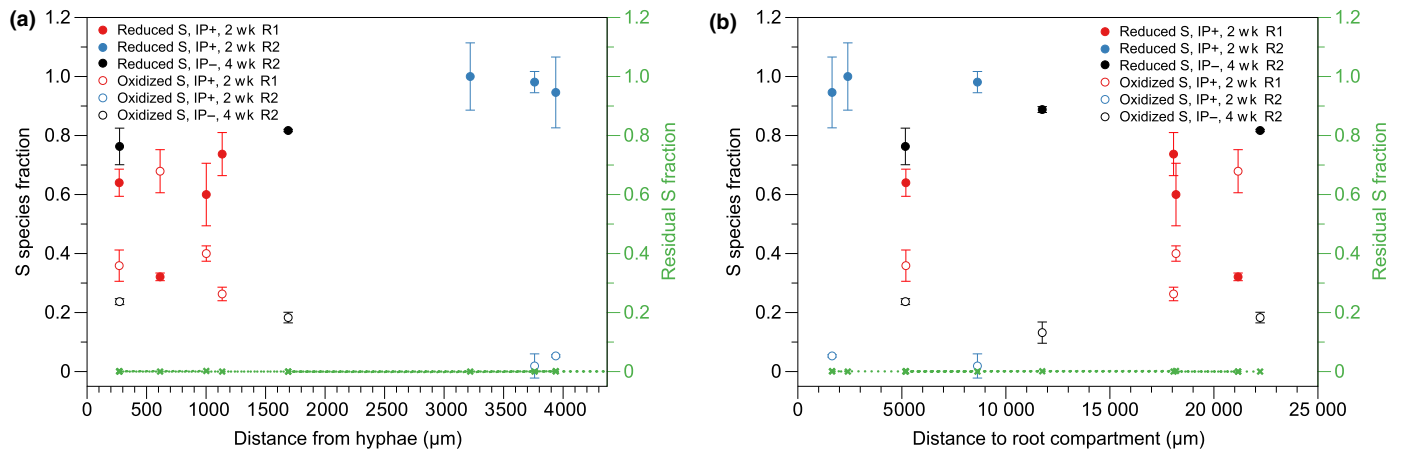 (a)
1.2
1.0
0.8
0.6
0.4
0.2
0
S species fraction
Reduced S, IP+, 2 wk R1
Reduced S, IP+, 2 wk R2
Reduced S, IP−, 4 wk R2
Oxidized S, IP+, 2 wk R1
Oxidized S, IP+, 2 wk R2
Oxidized S, IP−, 4 wk R2
1.2
1.0
0.8
0.6
0.4
0.2
0
Residual S fraction
0 500 1000 1500 2000 2500 3000 3500 4000
Distance from hyphae (µm)
(b)
1.2
1.0
0.8
0.6
0.4
0.2
0
S species fraction
Reduced S, IP+, 2 wk R1
Reduced S, IP+, 2 wk R2
Reduced S, IP−, 4 wk R2
Oxidized S, IP+, 2 wk R1
Oxidized S, IP+, 2 wk R2
Oxidized S, IP−, 4 wk R2
1.2
1.0
0.8
0.6
0.4
0.2
0
Residual S fraction
0 5000 10 000 15 000 20 000 25 000
Distance to root compartment (µm)